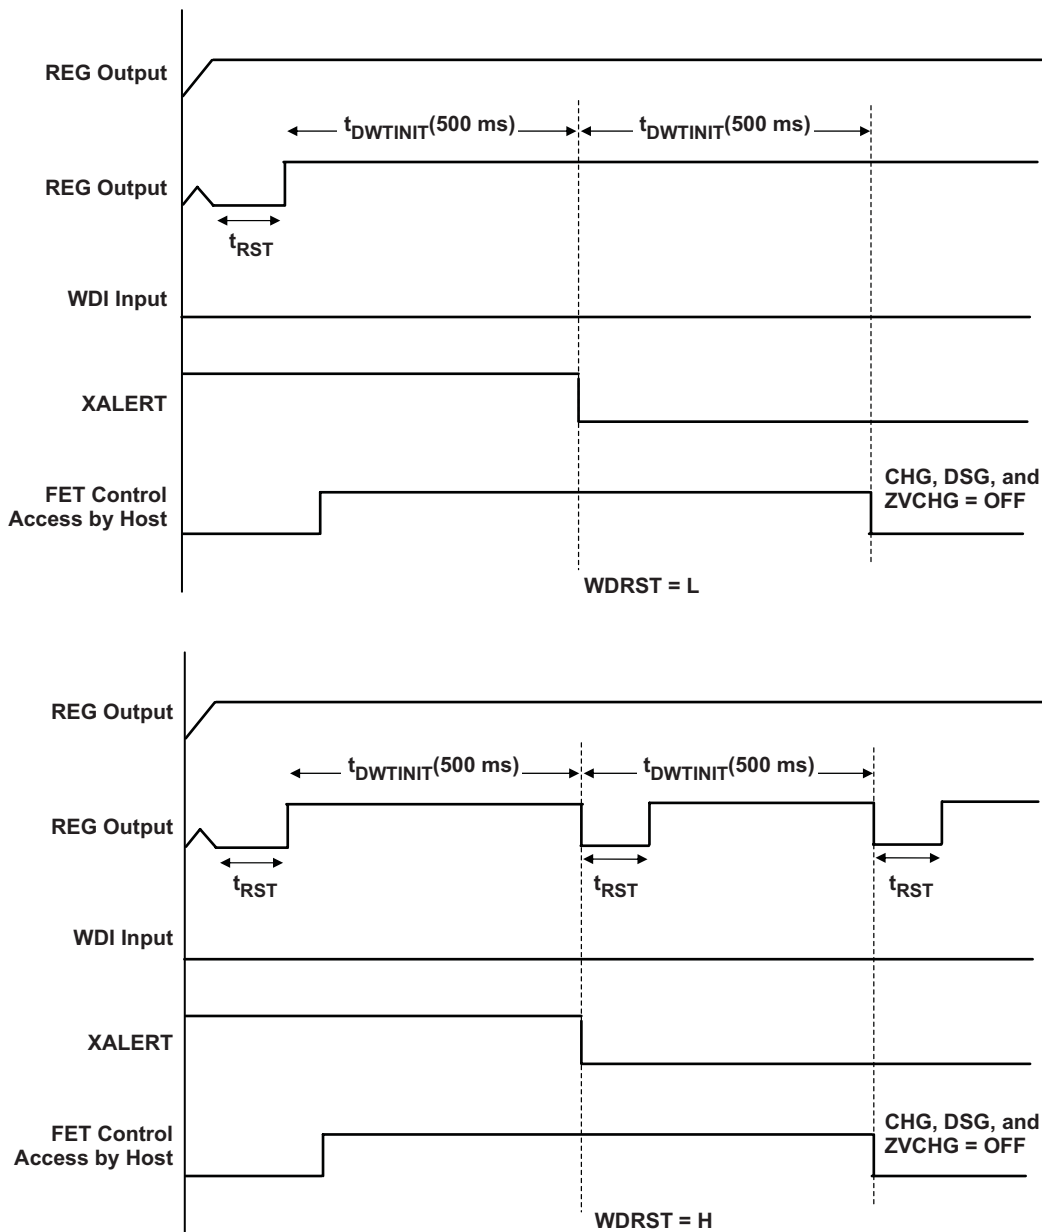 REG Output
tDWTINIT(500 ms) tDWTINIT(500 ms)
REG Output
tRST
WDI Input
XALERT
FET Control
Access by Host
CHG, DSG, and
ZVCHG = OFF
WDRST = L
REG Output
tDWTINIT(500 ms) tDWTINIT(500 ms)
REG Output
tRST tRST tRST
WDI Input
XALERT
FET Control
Access by Host
CHG, DSG, and
ZVCHG = OFF
WDRST = H